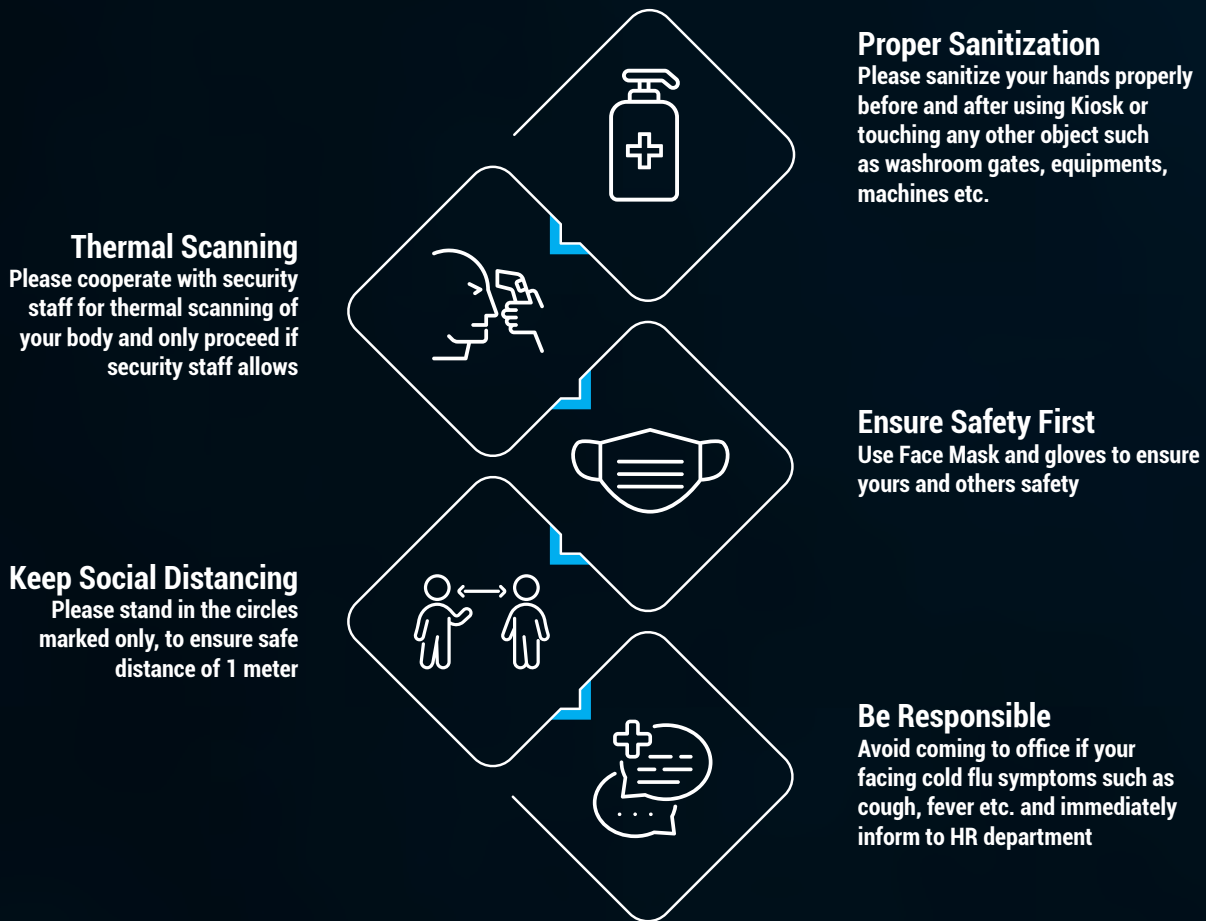 Proper Sanitization
Please sanitize your hands properly
before and after using Kiosk or
touching any other object such
as washroom gates, equipments,
machines etc.
Thermal Scanning
Please cooperate with security
staff for thermal scanning of
your body and only proceed if
security staff allows
Ensure Safety First
Use Face Mask and gloves to ensure
yours and others safety
Keep Social Distancing
Please stand in the circles
marked only, to ensure safe
distance of 1 meter
Be Responsible
Avoid coming to office if your
facing cold flu symptoms such as
cough, fever etc. and immediately
inform to HR department